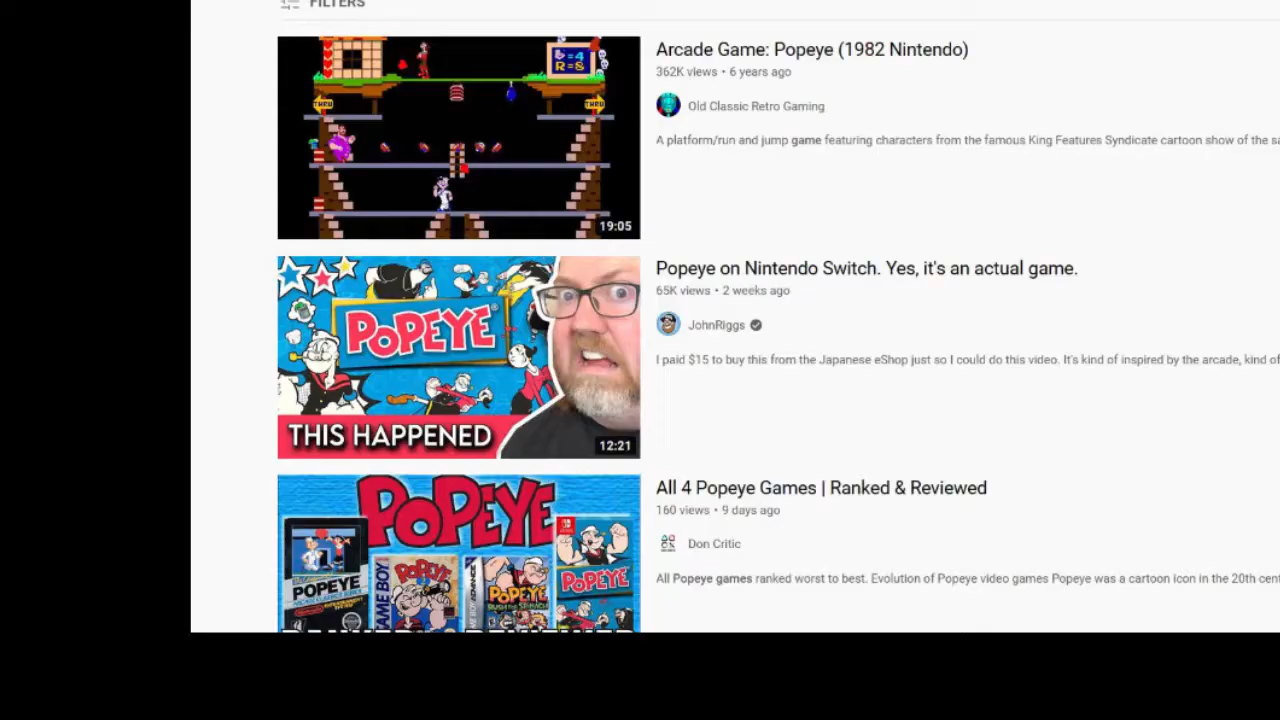 FILTERS
B=4
R=8
THRU
THRU
19:05
Arcade Game: Popeye (1982 Nintendo)
362K views • 6 years ago
Old Classic Retro Gaming
A platform/run and jump game featuring characters from the famous King Features Syndicate cartoon show of the
POPEYE
THIS HAPPENED
12:21
Popeye on Nintendo Switch. Yes, it's an actual game.
65K views • 2 weeks ago
JohnRiggs
I paid $15 to buy this from the Japanese eShop just so I could do this video. It's kind of inspired by the arcade, kind of
POPEYE
POPEYE
GAME BOY
POPEYE
POPEYE
POPEYE
All 4 Popeye Games | Ranked & Reviewed
160 views • 9 days ago
Don Critic
All Popeye games ranked worst to best. Evolution of Popeye video games Popeye was a cartoon icon in the 20th